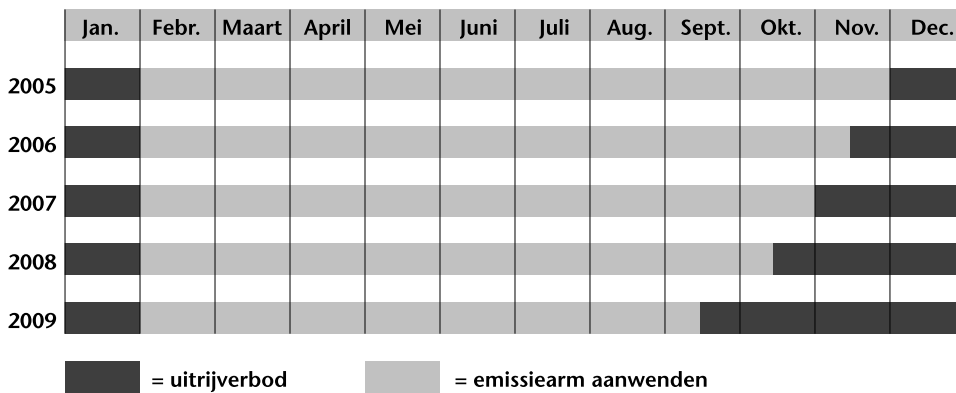 Jan. Febr. Maart April Mei Juni Juli Aug. Sept. Okt. Nov. Dec.
2005
2006
2007
2008
2009
= uitrijverbod = emissiearm aanwenden